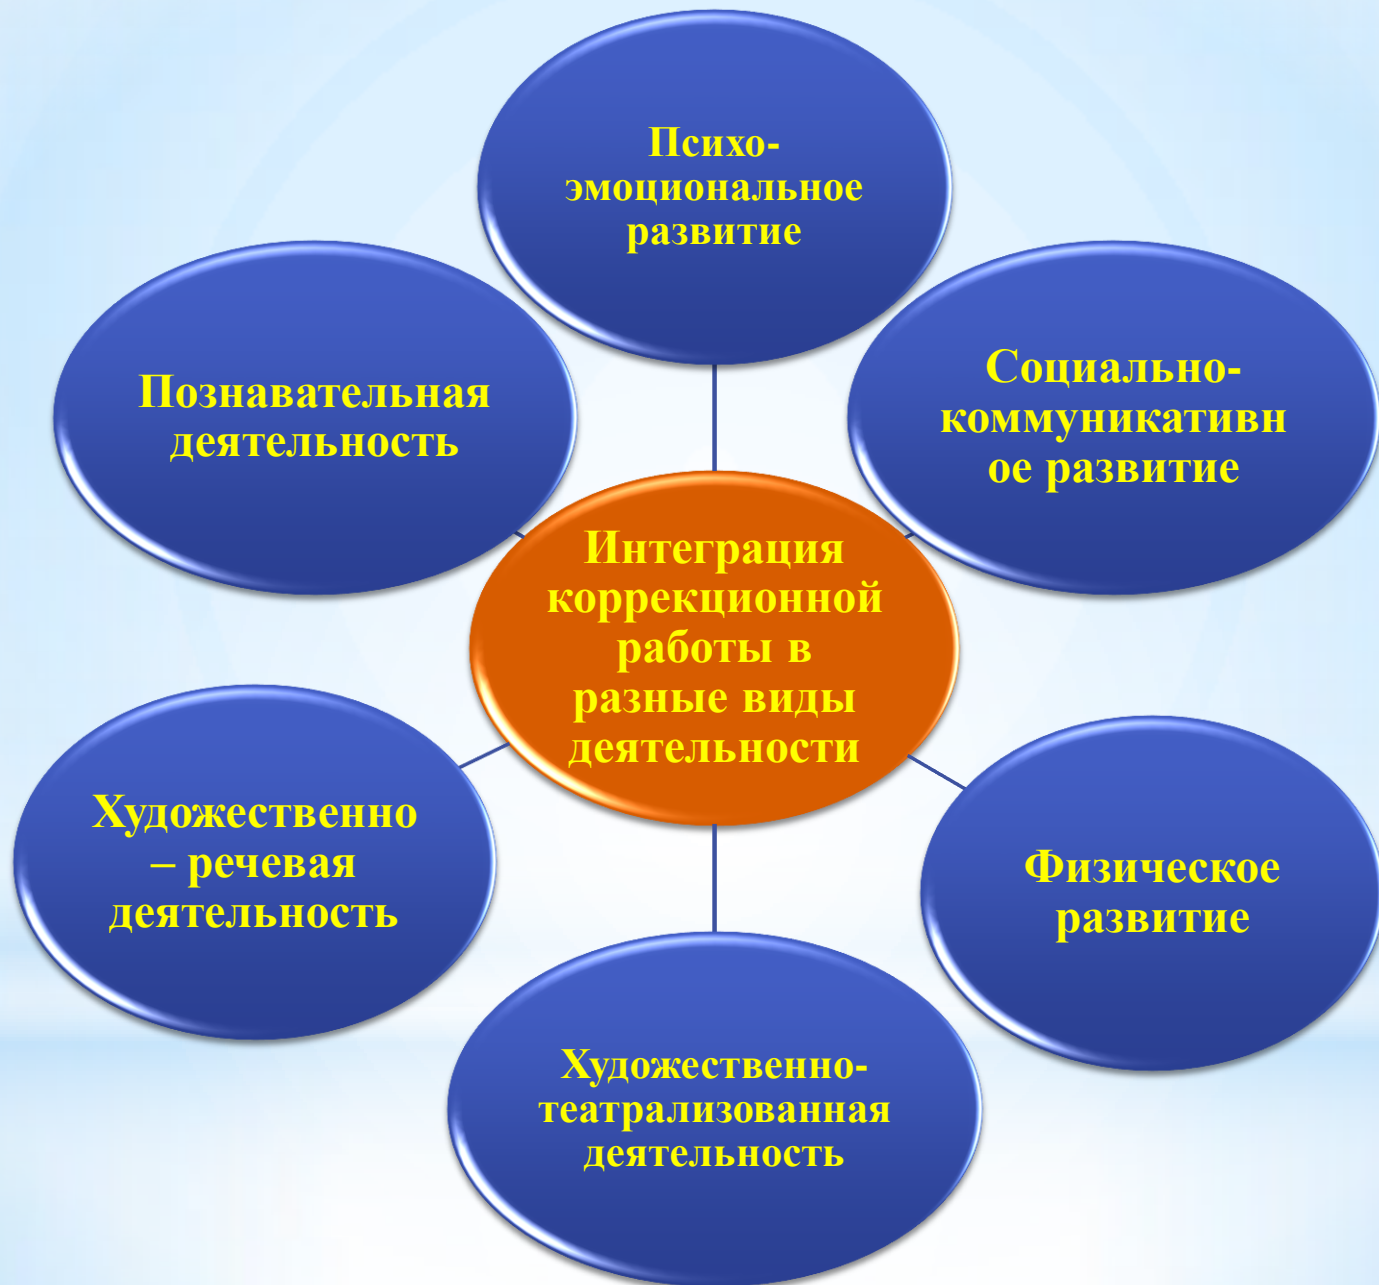 Психо-
эмоциональное
развитие
Познавательная
деятельность
Социально-
коммуникативн
ое развитие
Интеграция
коррекционной
работы в
разные виды
деятельности
Художественно
– речевая
деятельность
Физическое
развитие
Художественно-
театрализованная
деятельность